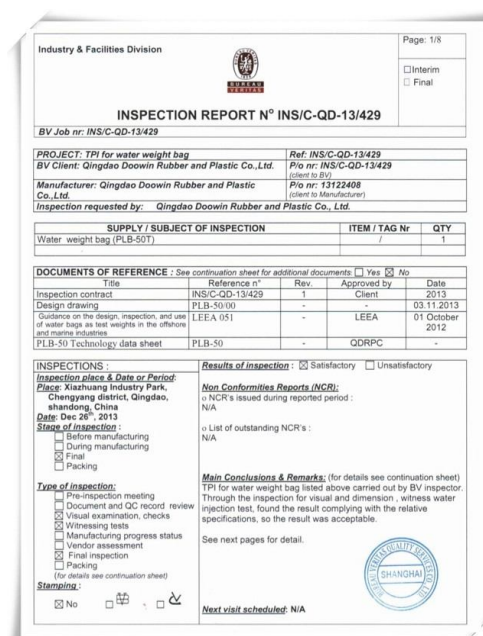 Page: 1/8
Industry & Facilities Division
☐Interim
☐ Final
BUREAU
VERITAS
INSPECTION REPORT N° INS/C-QD-13/429
BV Job nr: INS/C-QD-13/429
PROJECT: TPI for water weight bag
Ref: INS/C-QD-13/429
BV Client: Qingdao Doowin Rubber and Plastic Co.,Ltd.
P/o nr: INS/C-QD-13/429
(client to BV)
Manufacturer: Qingdao Doowin Rubber and Plastic
Co.,Ltd.
P/o nr: 13122408
(client to Manufacturer)
Inspection requested by: Qingdao Doowin Rubber and Plastic Co., Ltd.
SUPPLY / SUBJECT OF INSPECTION ITEM / TAG Nr QTY
Water weight bag (PLB-50T) / 1
DOCUMENTS OF REFERENCE : See continuation sheet for additional documents: ☐ Yes ☒ No
Title Reference n° Rev. Approved by Date
Inspection contract INS/C-QD-13/429 1 Client 2013
Design drawing PLB-50/00 - - 03.11.2013
Guidance on the design, inspection, and use
of water bags as test weights in the offshore
and marine industries
LEEA 051 - LEEA 01 October
2012
PLB-50 Technology data sheet PLB-50 QDRPC -
INSPECTIONS :
Inspection place & Date or Period:
Place: Xiazhuang Industry Park,
Chengyang district, Qingdao,
shandong, China
Date: Dec 26th, 2013
Stage of inspection :
☐ Before manufacturing
☐ During manufacturing
☒ Final
☐ Packing
Type of inspection:
☐ Pre-inspection meeting
☐ Document and QC record review
☒ Visual examination, checks
☒ Witnessing tests
☐ Manufacturing progress status
☐ Vendor assessment
☒ Final inspection
☐ Packing
(for details see continuation sheet)
Stamping :
☒ No
Results of inspection : ☒ Satisfactory ☐ Unsatisfactory
Non Conformities Reports (NCR):
o NCR's issued during reported period :
N/A
o List of outstanding NCR's :
N/A
Main Conclusions & Remarks: (for details see continuation sheet)
TPI for water weight bag listed above carried out by BV inspector.
Through the inspection for visual and dimension , witness water
injection test, found the result complying with the relative
specifications, so the result was acceptable.
See next pages for detail.
BUREAU VERITAS QUALITY SERVICES
SHANGHAI
CO. LTD
Next visit scheduled: N/A